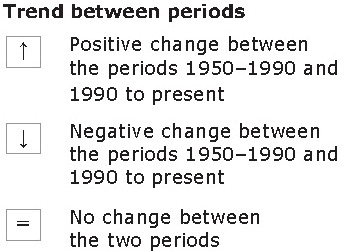 Trend between periods
↑ Positive change between
the periods 1950–1990 and
1990 to present
↓ Negative change between
the periods 1950–1990 and
1990 to present
= No change between
the two periods